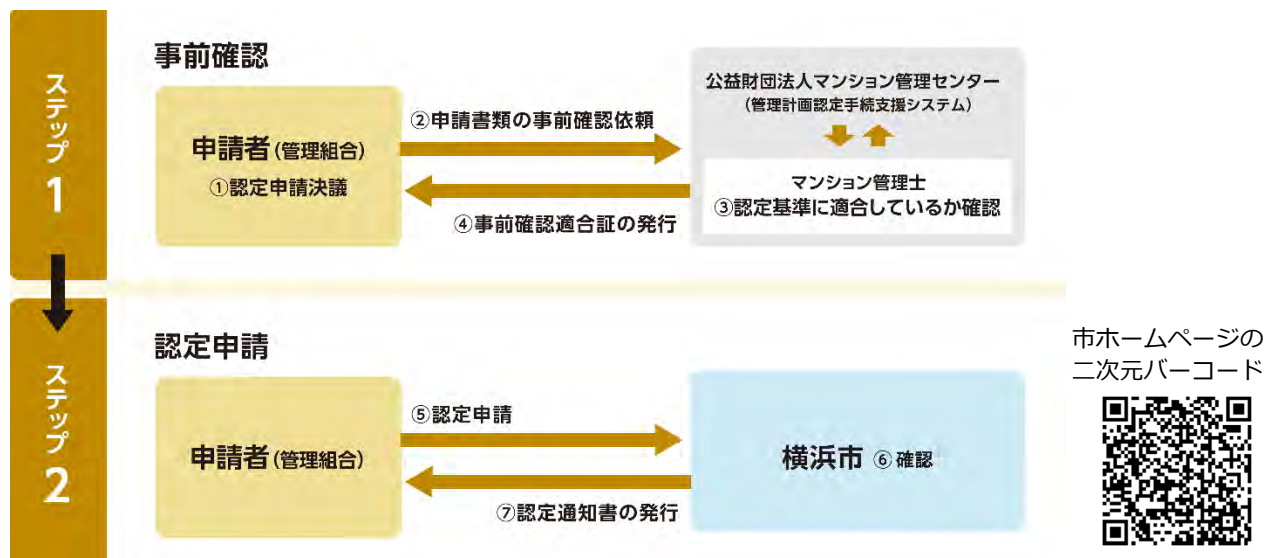 ステップ1
事前確認
申請者(管理組合)
①認定申請決議
②申請書類の事前確認依頼
④事前確認適合証の発行
公益財団法人マンション管理センター
(管理計画認定手続支援システム)
マンション管理士
③認定基準に適合しているか確認
ステップ2
認定申請
申請者(管理組合)
⑤認定申請
⑦認定通知書の発行
横浜市 ⑥確認
市ホームページの
二次元バーコード